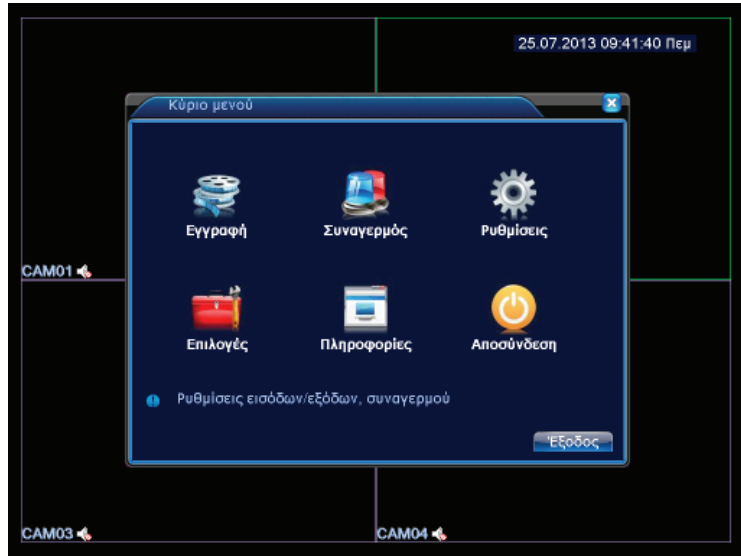 25.07.2013 09:41:40 Πεμ
Κύριο μενού
Εγγραφή
Συναγερμός
Ρυθμίσεις
CAM01
Επιλογές
Πληροφορίες
Αποσύνδεση
Ρυθμίσεις εισόδων/εξόδων, συναγερμού
Έξοδος
CAM03
CAM04